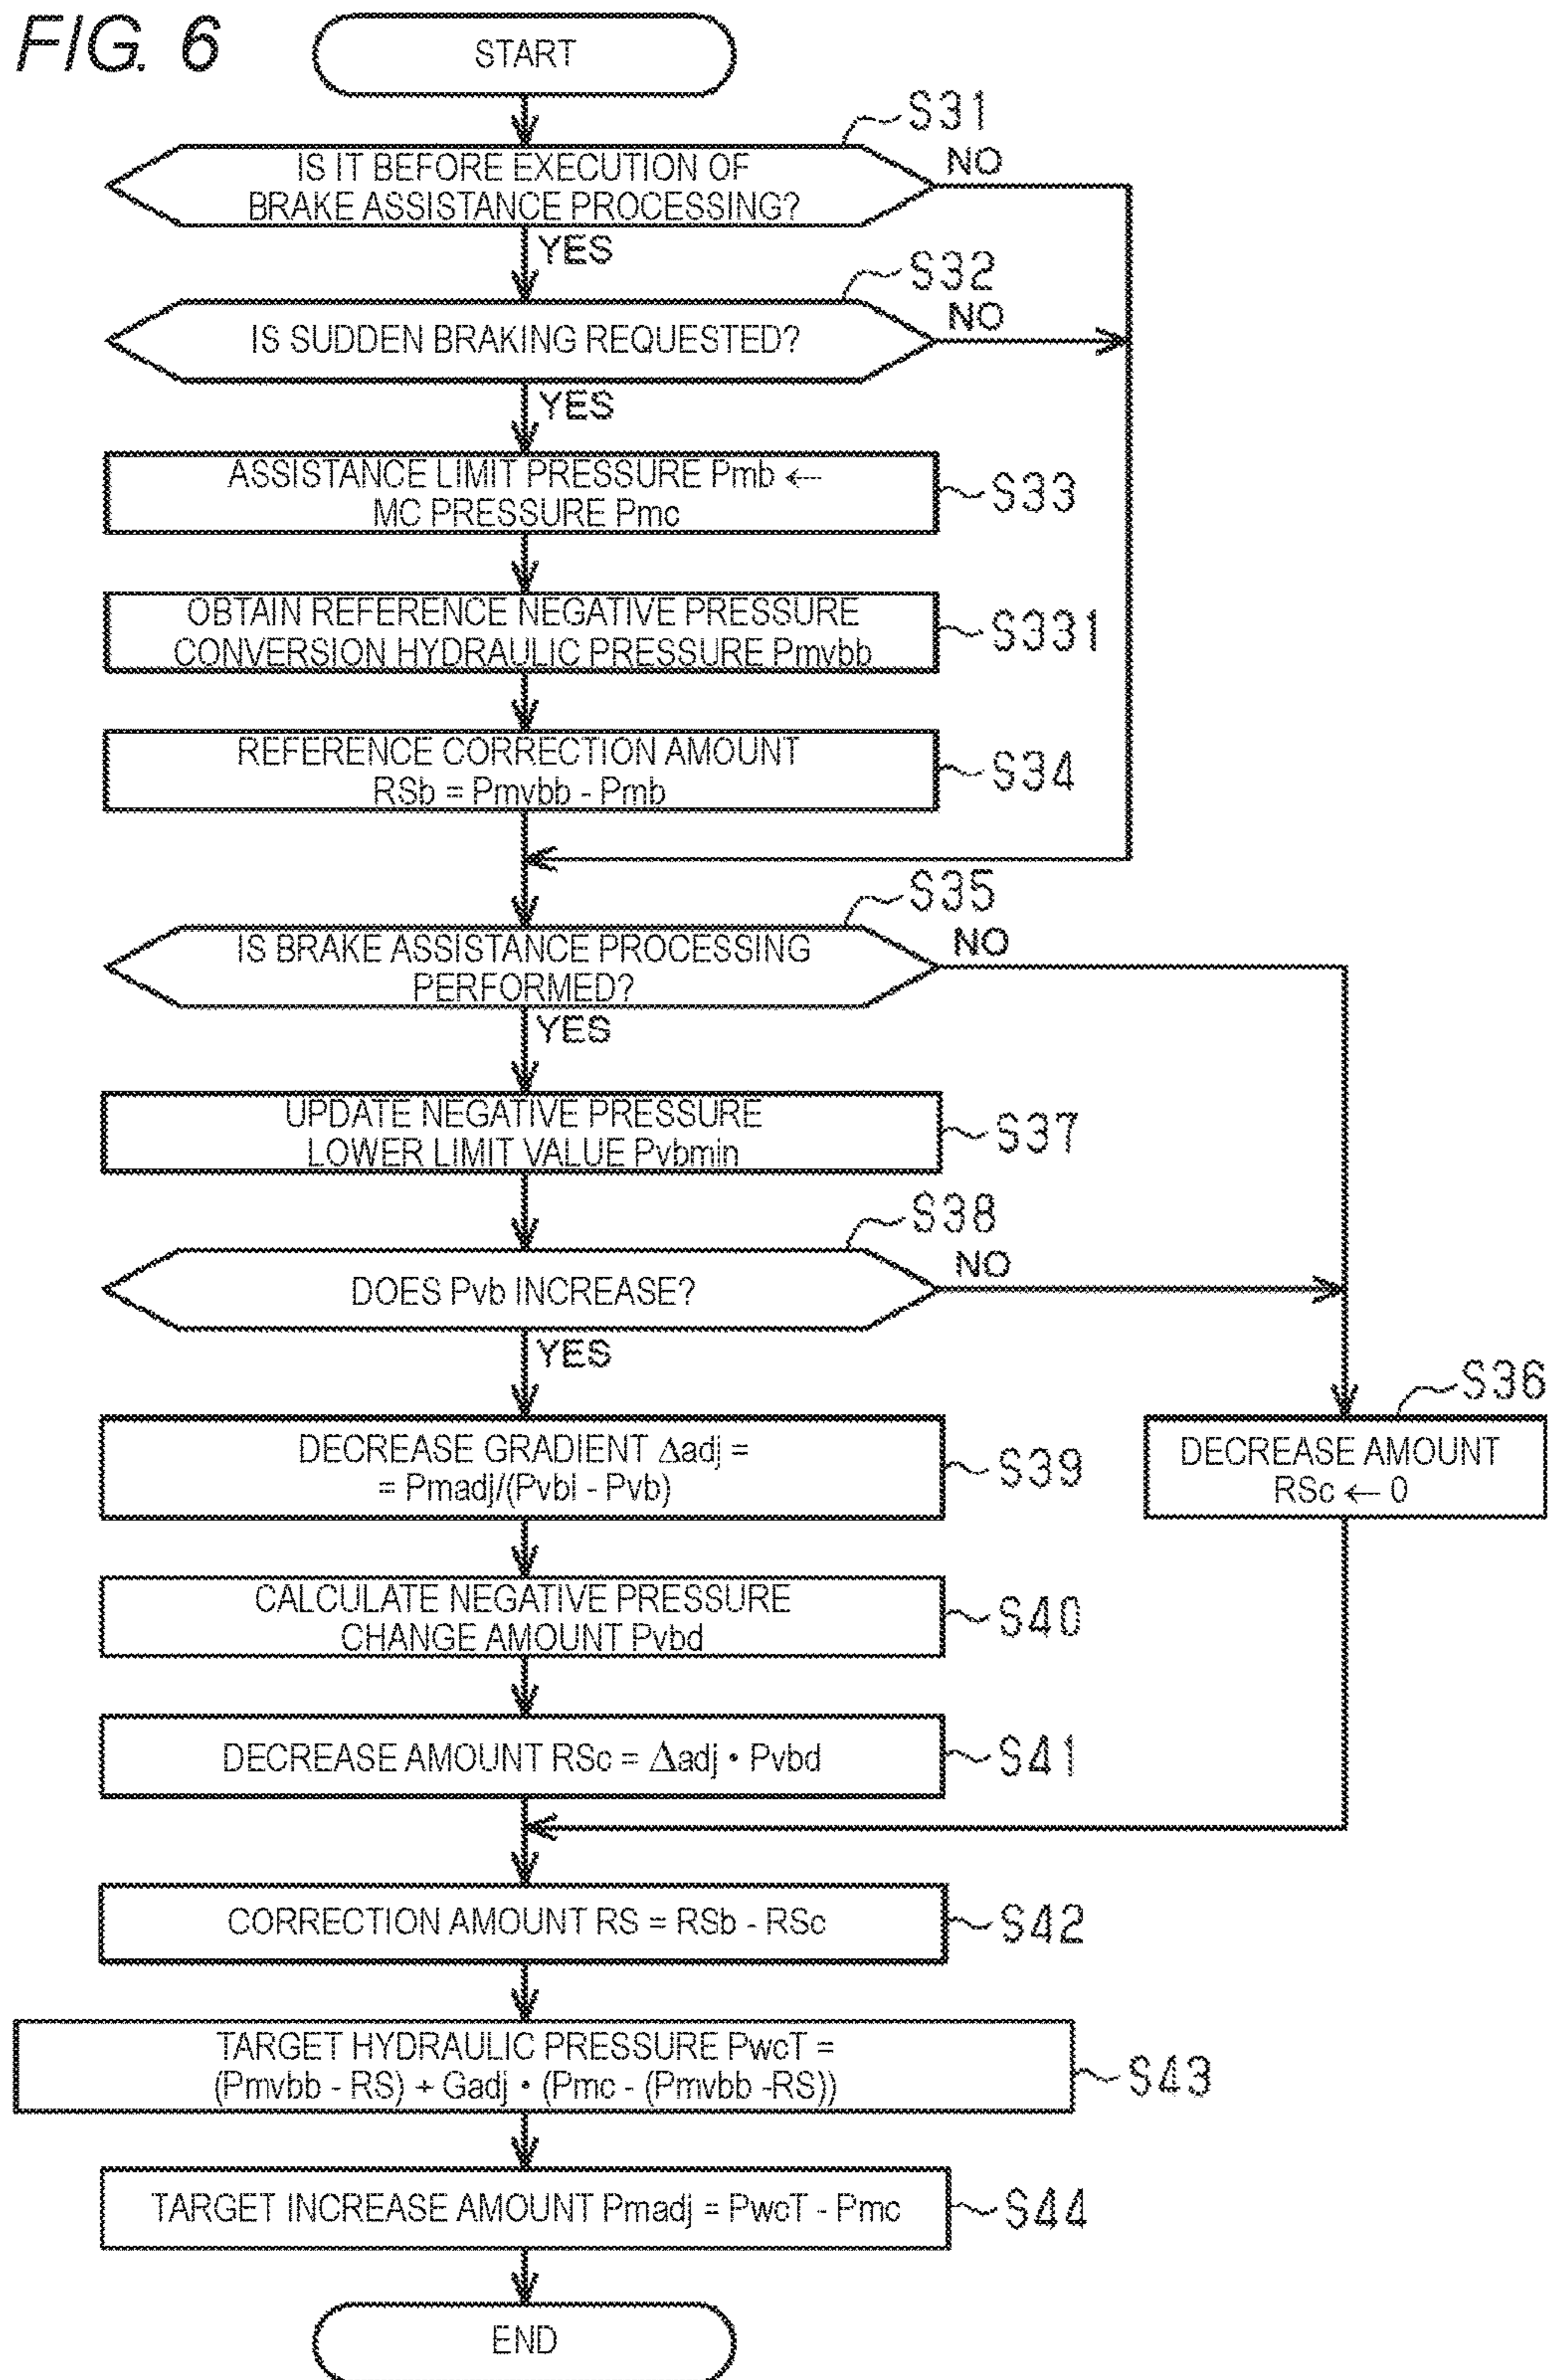 FIG. 6
START
S31
IS IT BEFORE EXECUTION OF
BRAKE ASSISTANCE PROCESSING?
NO
YES
S32
IS SUDDEN BRAKING REQUESTED?
NO
YES
ASSISTANCE LIMIT PRESSURE Pmb ←
MC PRESSURE Pmc
S33
OBTAIN REFERENCE NEGATIVE PRESSURE
CONVERSION HYDRAULIC PRESSURE Pmvbb
S331
REFERENCE CORRECTION AMOUNT
RSb = Pmvbb - Pmb
S34
S35
IS BRAKE ASSISTANCE PROCESSING
PERFORMED?
NO
YES
UPDATE NEGATIVE PRESSURE
LOWER LIMIT VALUE Pvbmin
S37
S38
DOES Pvb INCREASE?
NO
YES
S36
DECREASE AMOUNT
RSc ← 0
DECREASE GRADIENT Δadj =
= Pmadj/(Pvbl - Pvb)
S39
CALCULATE NEGATIVE PRESSURE
CHANGE AMOUNT Pvbd
S40
DECREASE AMOUNT RSc = Δadj • Pvbd
S41
CORRECTION AMOUNT RS = RSb - RSc
S42
TARGET HYDRAULIC PRESSURE PwcT =
(Pmvbb - RS) + Gadj • (Pmc - (Pmvbb -RS))
S43
TARGET INCREASE AMOUNT Pmadj = PwcT - Pmc
S44
END